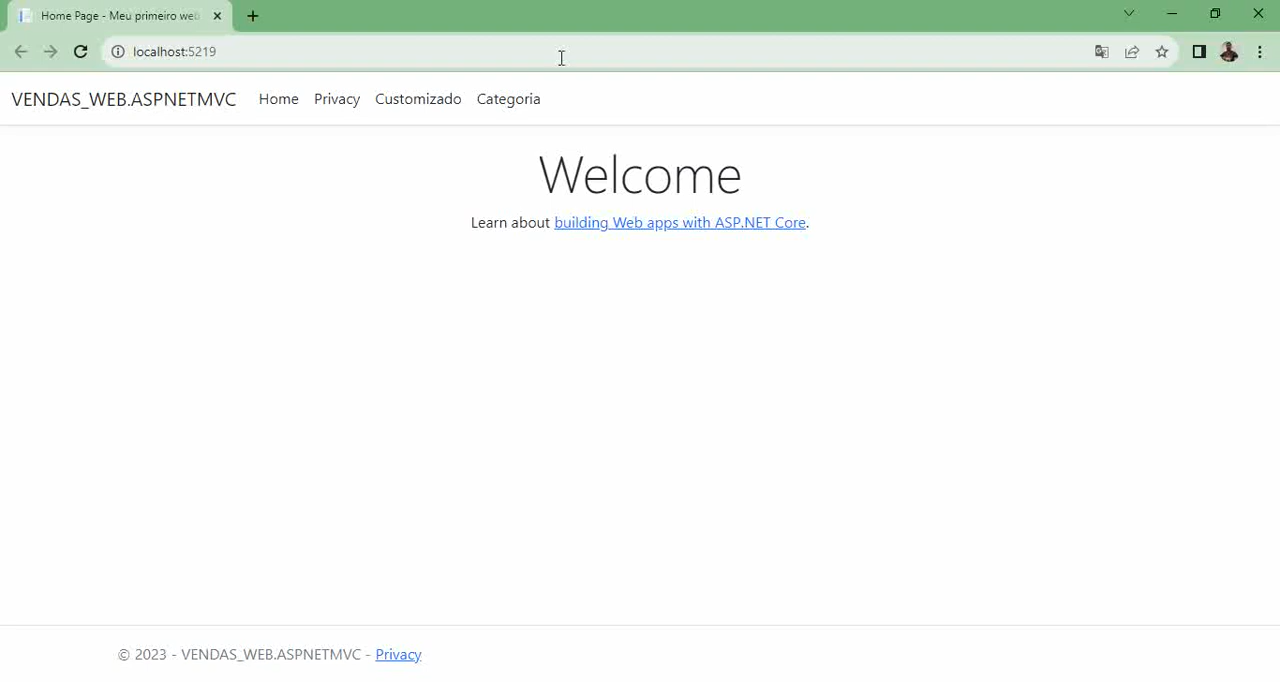 Home Page - Meu primeiro web
localhost:5219
VENDAS_WEB.ASPNETMVC Home Privacy Customizado Categoria
Welcome
Learn about building Web apps with ASP.NET Core.
© 2023 - VENDAS_WEB.ASPNETMVC - Privacy